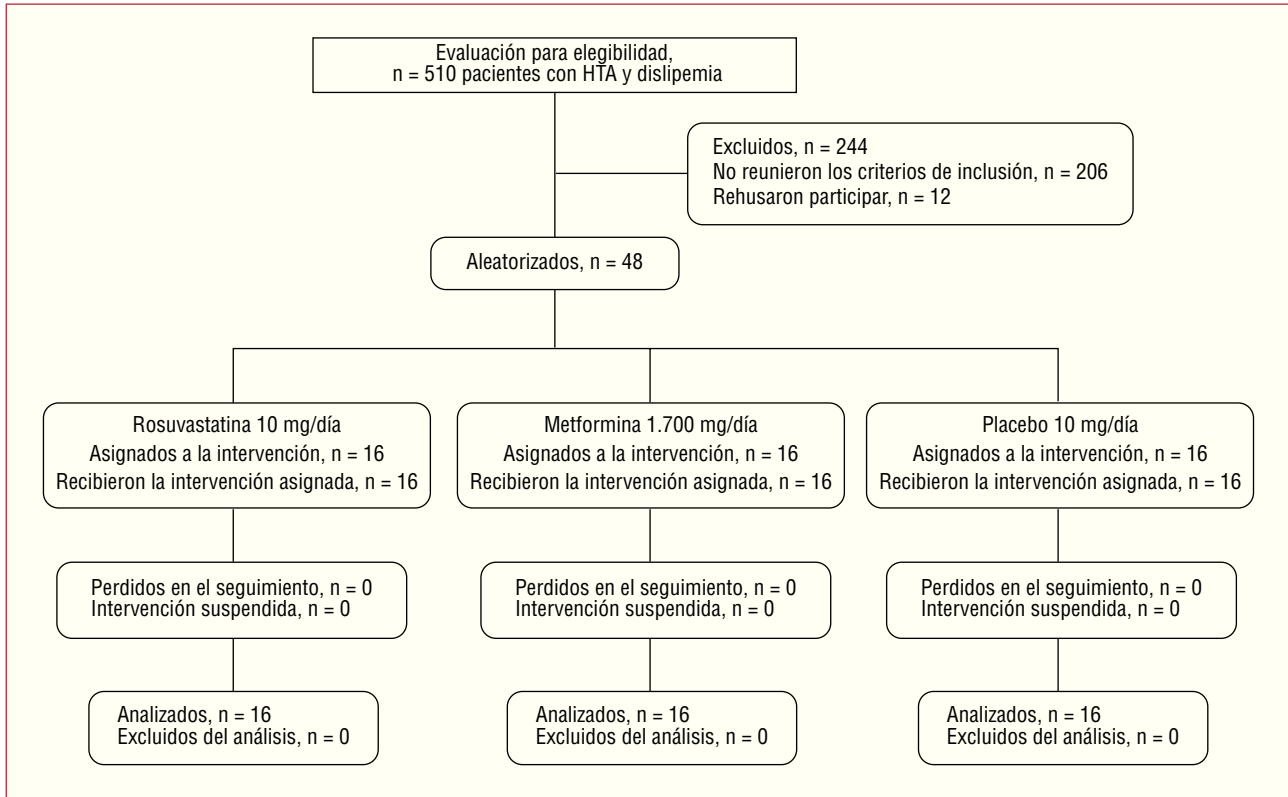 Evaluación para elegibilidad,
n = 510 pacientes con HTA y dislipemia
Excluidos, n = 244
No reunieron los criterios de inclusión, n = 206
Rehusaron participar, n = 12
Aleatorizados, n = 48
Rosuvastatina 10 mg/día
Asignados a la intervención, n = 16
Recibieron la intervención asignada, n = 16
Metformina 1.700 mg/día
Asignados a la intervención, n = 16
Recibieron la intervención asignada, n = 16
Placebo 10 mg/día
Asignados a la intervención, n = 16
Recibieron la intervención asignada, n = 16
Perdidos en el seguimiento, n = 0
Intervención suspendida, n = 0
Perdidos en el seguimiento, n = 0
Intervención suspendida, n = 0
Perdidos en el seguimiento, n = 0
Intervención suspendida, n = 0
Analizados, n = 16
Excluidos del análisis, n = 0
Analizados, n = 16
Excluidos del análisis, n = 0
Analizados, n = 16
Excluidos del análisis, n = 0